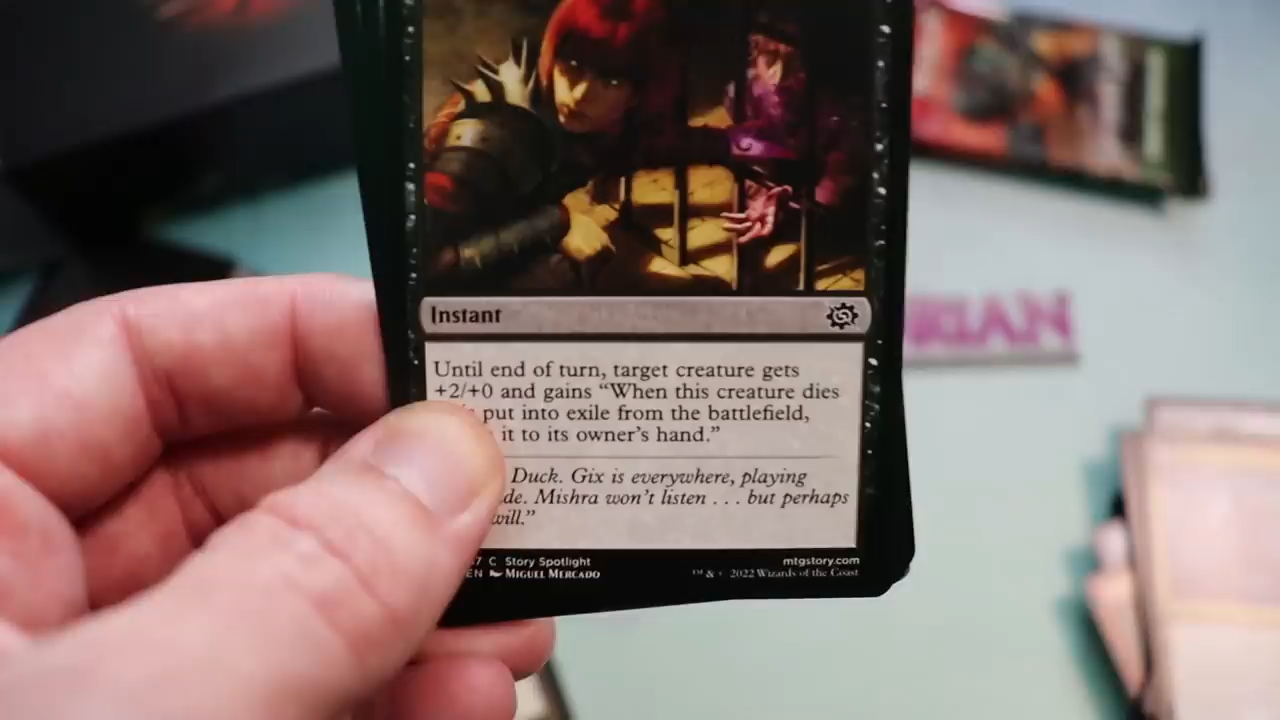 Instant
Until end of turn, target creature gets
+2/+0 and gains “When this creature dies
put into exile from the battlefield,
it to its owner's hand.”
Duck. Gix is everywhere, playing
Mishra won't listen . . . but perhaps
will.”
7 C Story Spotlight
mtgstory.com
EN MIGUEL MERCADO
™ & © 2022 Wizards of the Coast